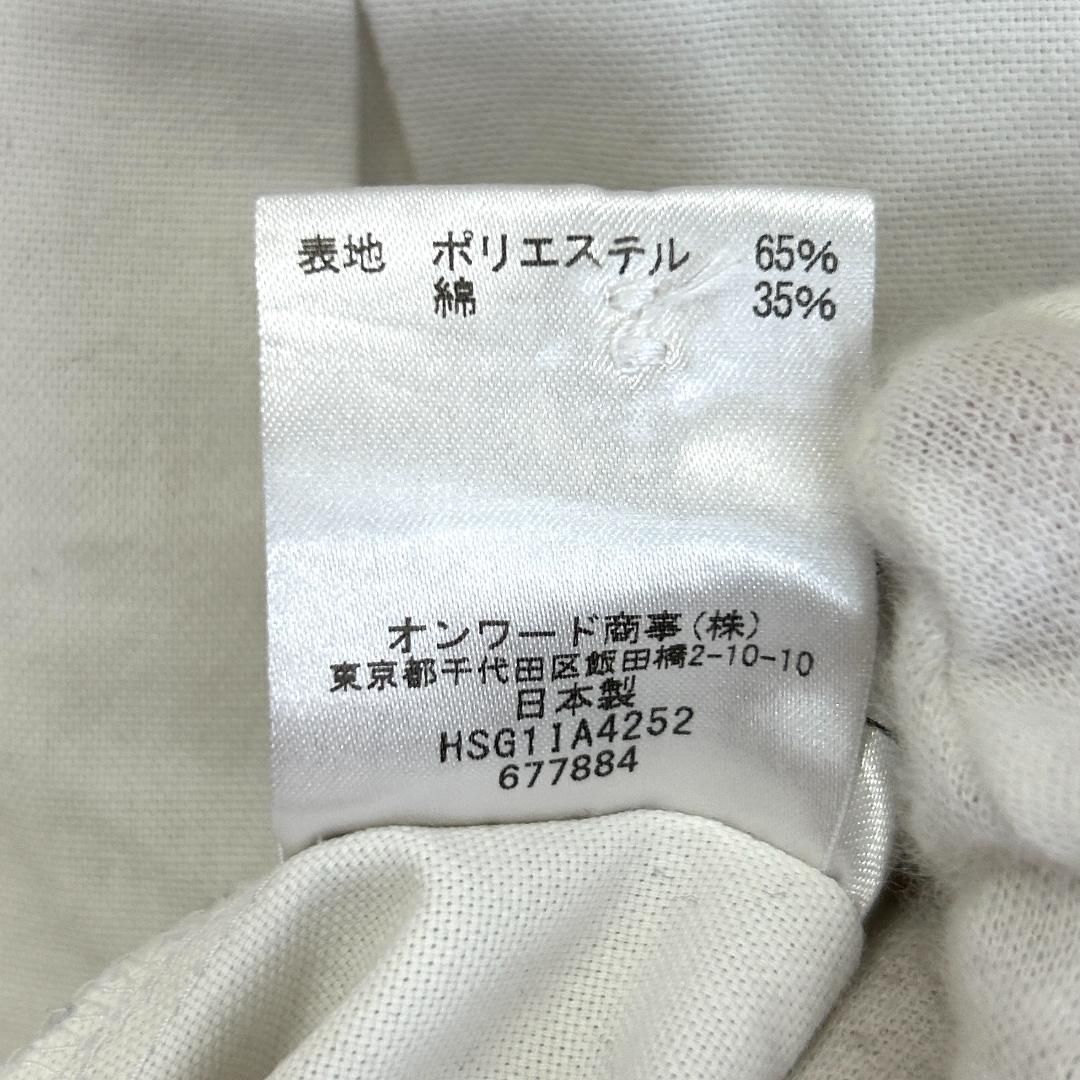 表地 ポリエステル 65%
綿 35%
オンワード商事(株)
東京都千代田区飯田橋2-10-10
日本製
HSG1IA4252
677884